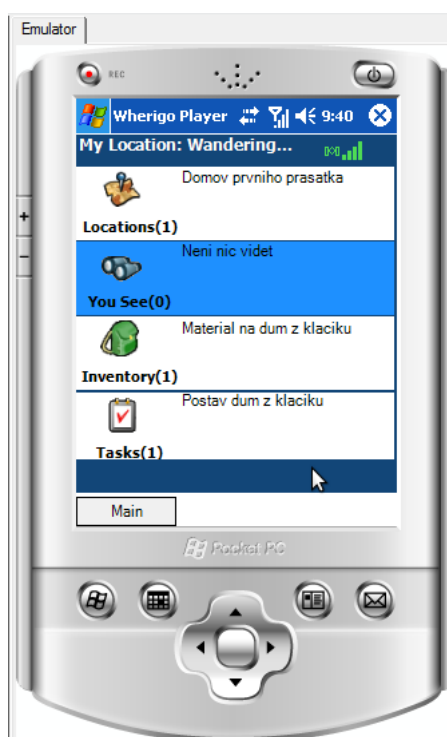 Emulator
REC
Wherigo Player 9:40
My Location: Wandering...
Domov prvniho prasatka
Locations(1)
Neni nic videt
You See(0)
Material na dum z klaciku
Inventory(1)
Postav dum z klaciku
Tasks(1)
Main
Pocket PC
+
−